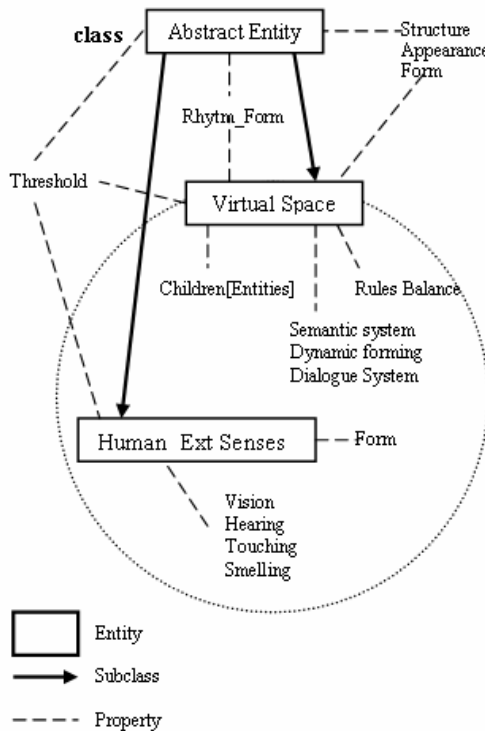 class
Abstract Entity
Structure
Appearance
Form
Rhytm_Form
Threshold
Virtual Space
Children[Entities]
Rules Balance
Semantic system
Dynamic forming
Dialogue System
Human Ext Senses
Form
Vision
Hearing
Touching
Smelling
Entity
Subclass
Property